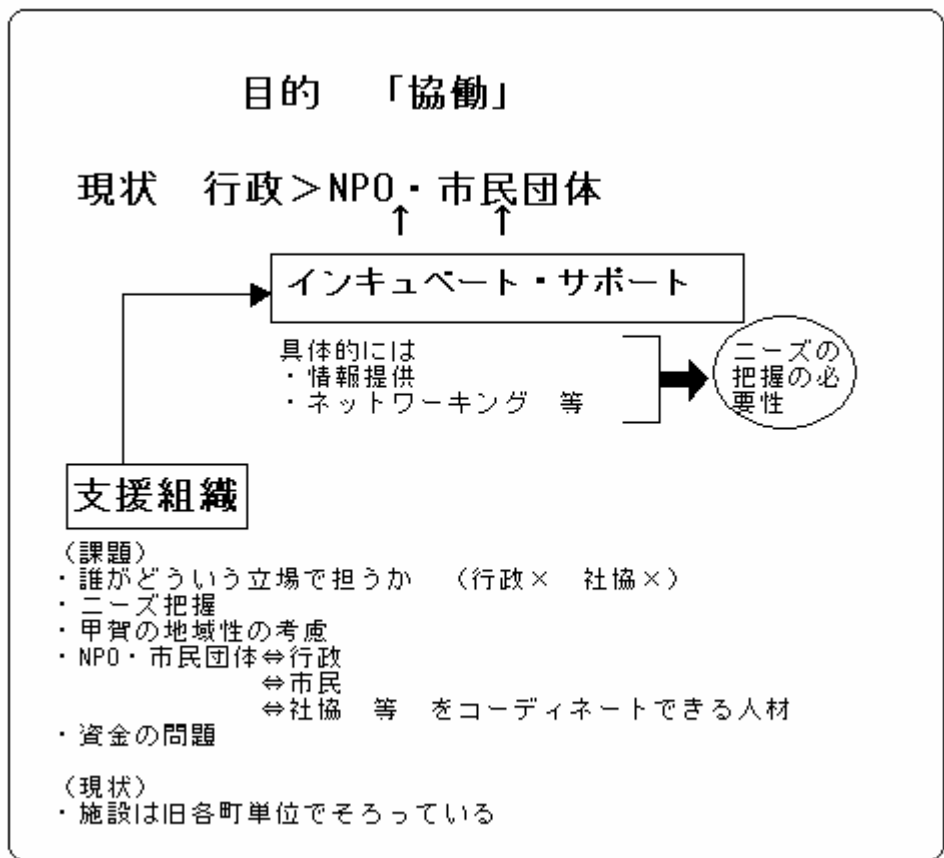 目的　「協働」
現状　行政＞NPO・市民団体
↑　↑
インキュベート・サポート
具体的には
・情報提供
・ネットワーキング　等
ニーズの
把握の必
要性
支援組織
（課題）
・誰がどういう立場で担うか　（行政×　社協×）
・ニーズ把握
・甲賀の地域性の考慮
・NPO・市民団体⇔行政
⇔市民
⇔社協　等　をコーディネートできる人材
・資金の問題
（現状）
・施設は旧各町単位でそろっている